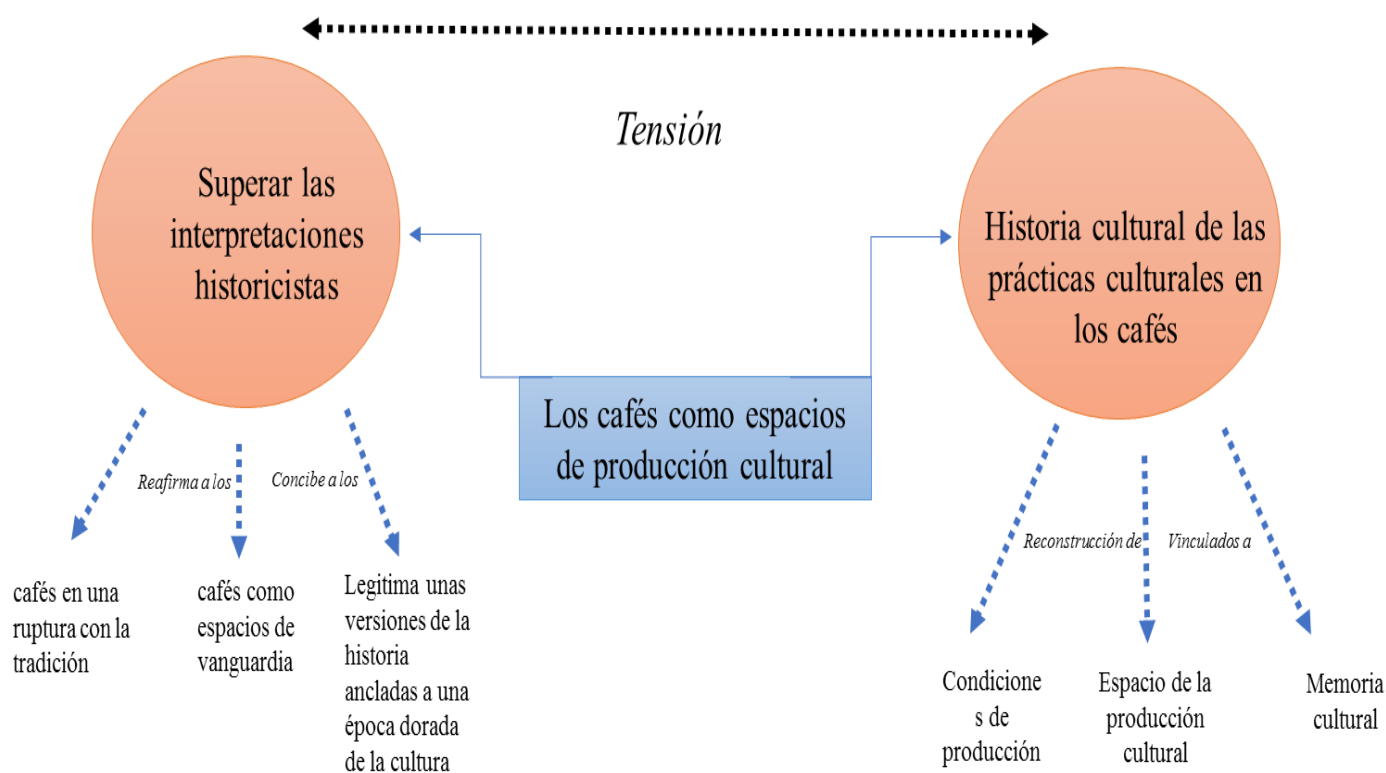 Tensión
Superar las
interpretaciones
historicistas
Historia cultural de las
prácticas culturales en
los cafés
Los cafés como espacios
de producción cultural
Reafirma a los
Concibe a los
cafés en una
ruptura con la
tradición
cafés como
espacios de
vanguardia
Legitima unas
versiones de la
historia
ancladas a una
época dorada
de la cultura
Reconstrucción de
Vinculados a
Condicione
s de
producción
Espacio de la
producción
cultural
Memoria
cultural